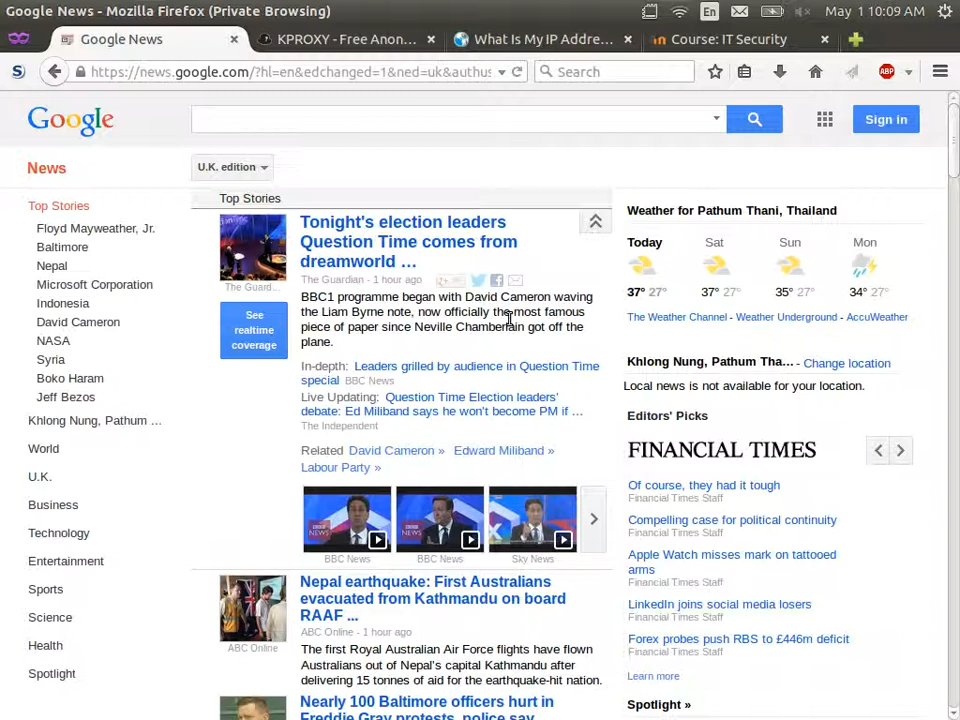 Google News - Mozilla Firefox (Private Browsing)
En
May 1 10:09 AM
Google News
KPROXY - Free Anon...
What Is My IP Addre...
Course: IT Security
S
https://news.google.com/?hl=en&edchanged=1&ned=uk&authus
Search
ABP
Google
Sign in
News
U.K. edition
Top Stories
Floyd Mayweather, Jr.
Baltimore
Nepal
Microsoft Corporation
Indonesia
David Cameron
NASA
Syria
Boko Haram
Jeff Bezos
Khlong Nung, Pathum ...
World
U.K.
Business
Technology
Entertainment
Sports
Science
Health
Spotlight
Top Stories
The Guard...
See
realtime
coverage
Tonight's election leaders
Question Time comes from
dreamworld ...
The Guardian - 1 hour ago
BBC1 programme began with David Cameron waving
the Liam Byrne note, now officially the most famous
piece of paper since Neville Chamberlain got off the
plane.
In-depth: Leaders grilled by audience in Question Time
special BBC News
Live Updating: Question Time Election leaders'
debate: Ed Miliband says he won't become PM if ...
The Independent
Related David Cameron » Edward Miliband »
Labour Party »
BBC News
BBC News
Sky News
ABC Online
Nepal earthquake: First Australians
evacuated from Kathmandu on board
RAAF ...
ABC Online - 1 hour ago
The first Royal Australian Air Force flights have flown
Australians out of Nepal's capital Kathmandu after
delivering 15 tonnes of aid for the earthquake-hit nation.
Nearly 100 Baltimore officers hurt in
Freddie Gray protests, police say
Weather for Pathum Thani, Thailand
Today Sat Sun Mon
37° 27° 37° 27° 35° 27° 34° 27°
The Weather Channel - Weather Underground - AccuWeather
Khlong Nung, Pathum Tha... - Change location
Local news is not available for your location.
Editors' Picks
FINANCIAL TIMES
Of course, they had it tough
Financial Times Staff
Compelling case for political continuity
Financial Times Staff
Apple Watch misses mark on tattooed
arms
Financial Times Staff
LinkedIn joins social media losers
Financial Times Staff
Forex probes push RBS to £446m deficit
Financial Times Staff
Learn more
Spotlight »